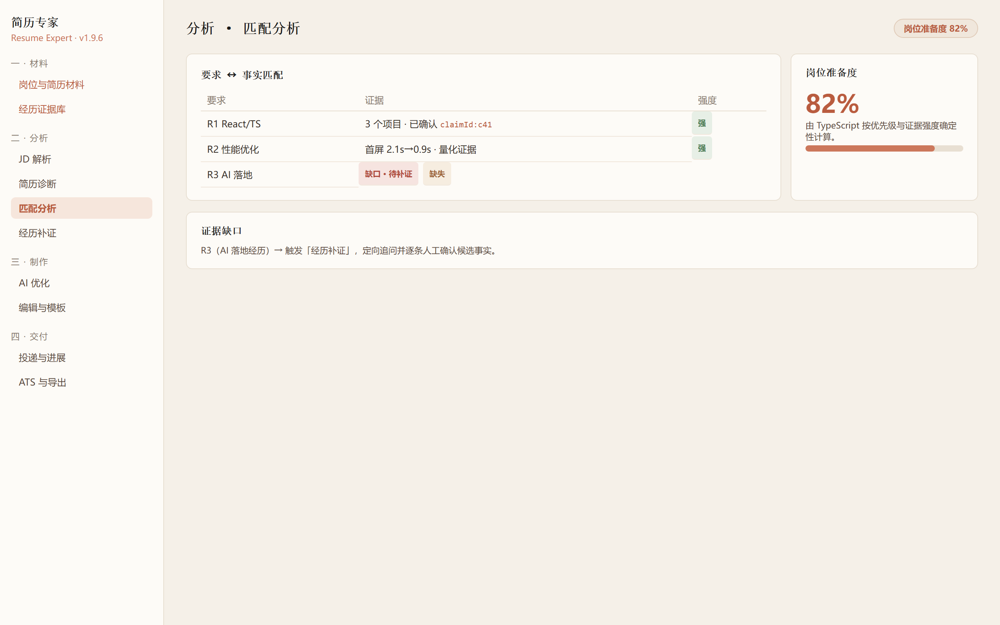 简历专家
Resume Expert · v1.9.6
一 · 材料
岗位与简历材料
经历证据库
二 · 分析
JD 解析
简历诊断
匹配分析
经历补证
三 · 制作
AI 优化
编辑与模板
四 · 交付
投递与进展
ATS 与导出
分析 · 匹配分析
岗位准备度 82%
要求 ↔ 事实匹配
要求 证据 强度
R1 React/TS 3 个项目 · 已确认 claimId:c41 强
R2 性能优化 首屏 2.1s→0.9s · 量化证据 强
R3 AI 落地 缺口 · 待补证 缺失
岗位准备度
82%
由 TypeScript 按优先级与证据强度确定
性计算。
证据缺口
R3（AI 落地经历）→ 触发「经历补证」，定向追问并逐条人工确认候选事实。